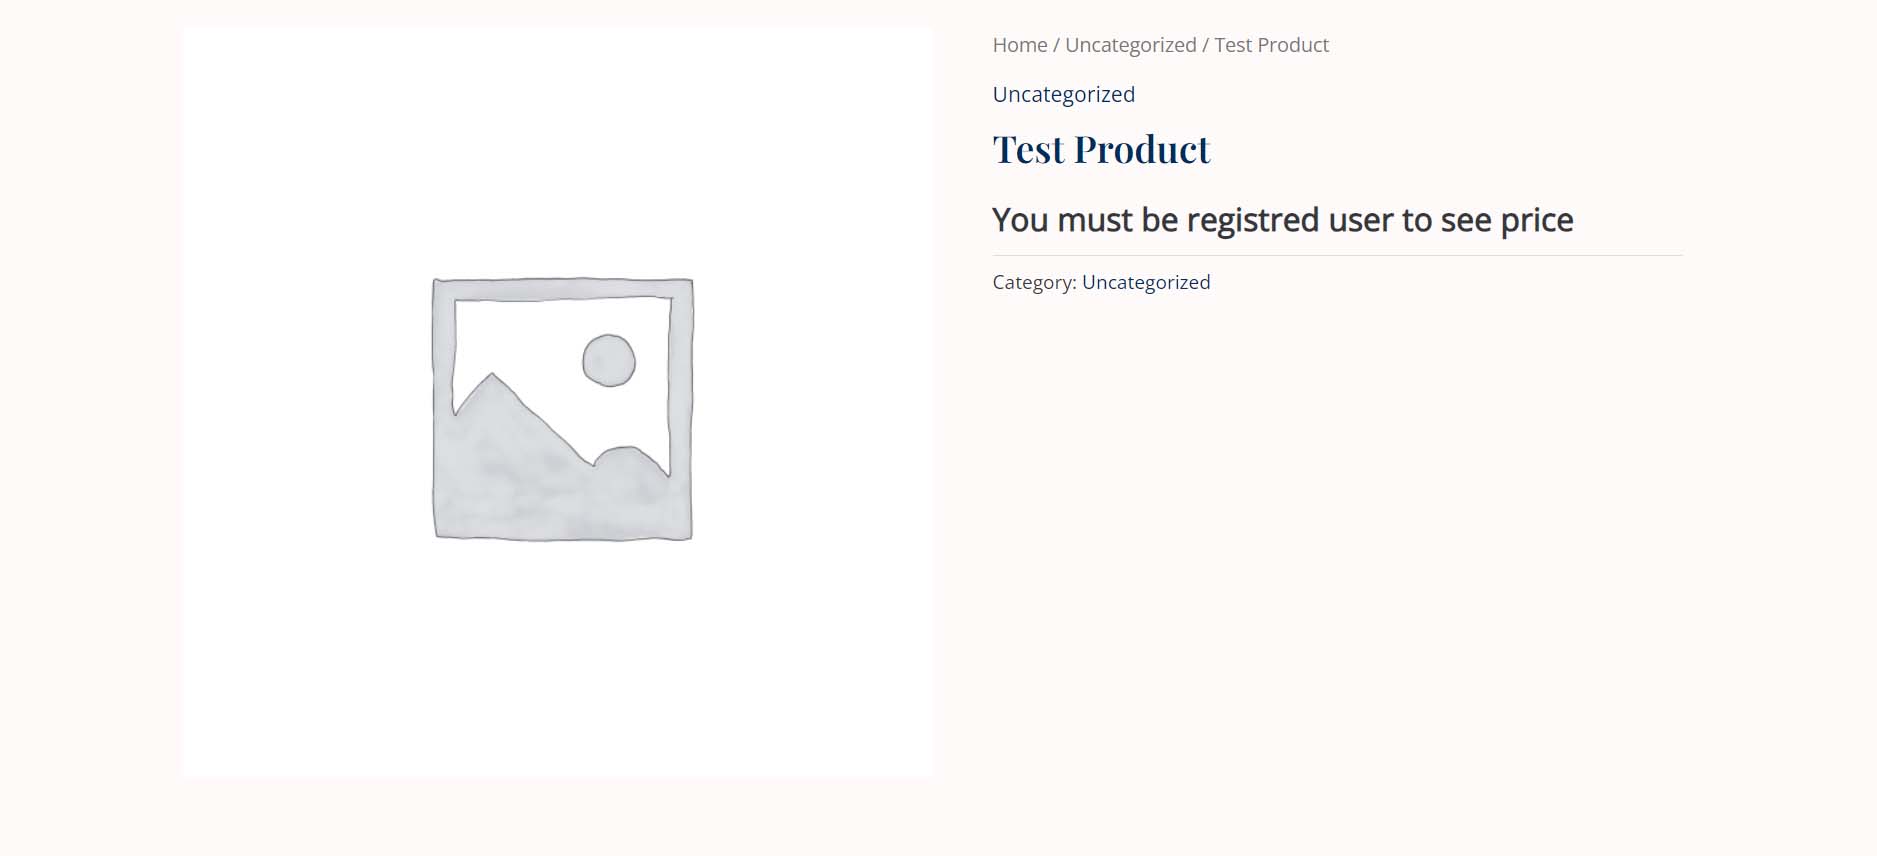 Home / Uncategorized / Test Product
Uncategorized
Test Product
You must be registred user to see price
Category: Uncategorized